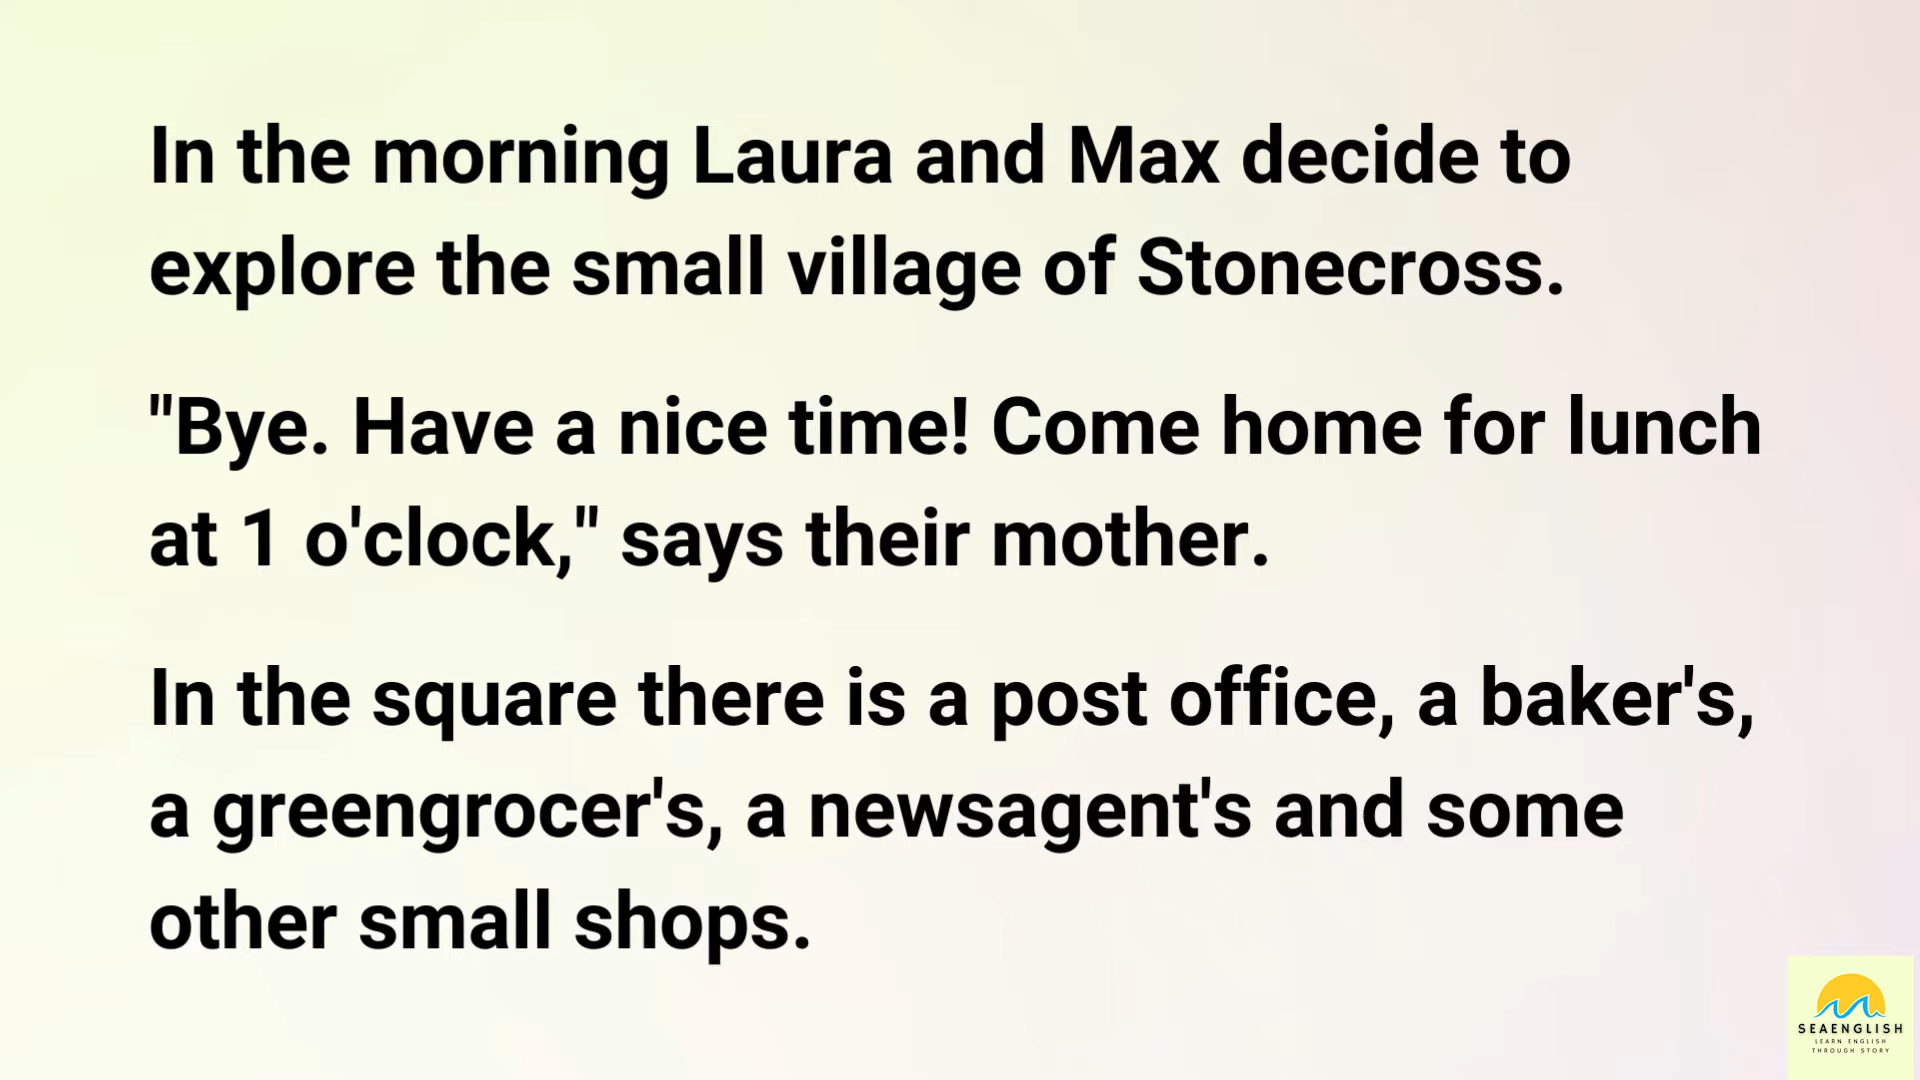 In the morning Laura and Max decide to
explore the small village of Stonecross.
"Bye. Have a nice time! Come home for lunch
at 1 o'clock," says their mother.
In the square there is a post office, a baker's,
a greengrocer's, a newsagent's and some
other small shops.
SEAENGLISH
LEARN ENGLISH
THROUGH STORY